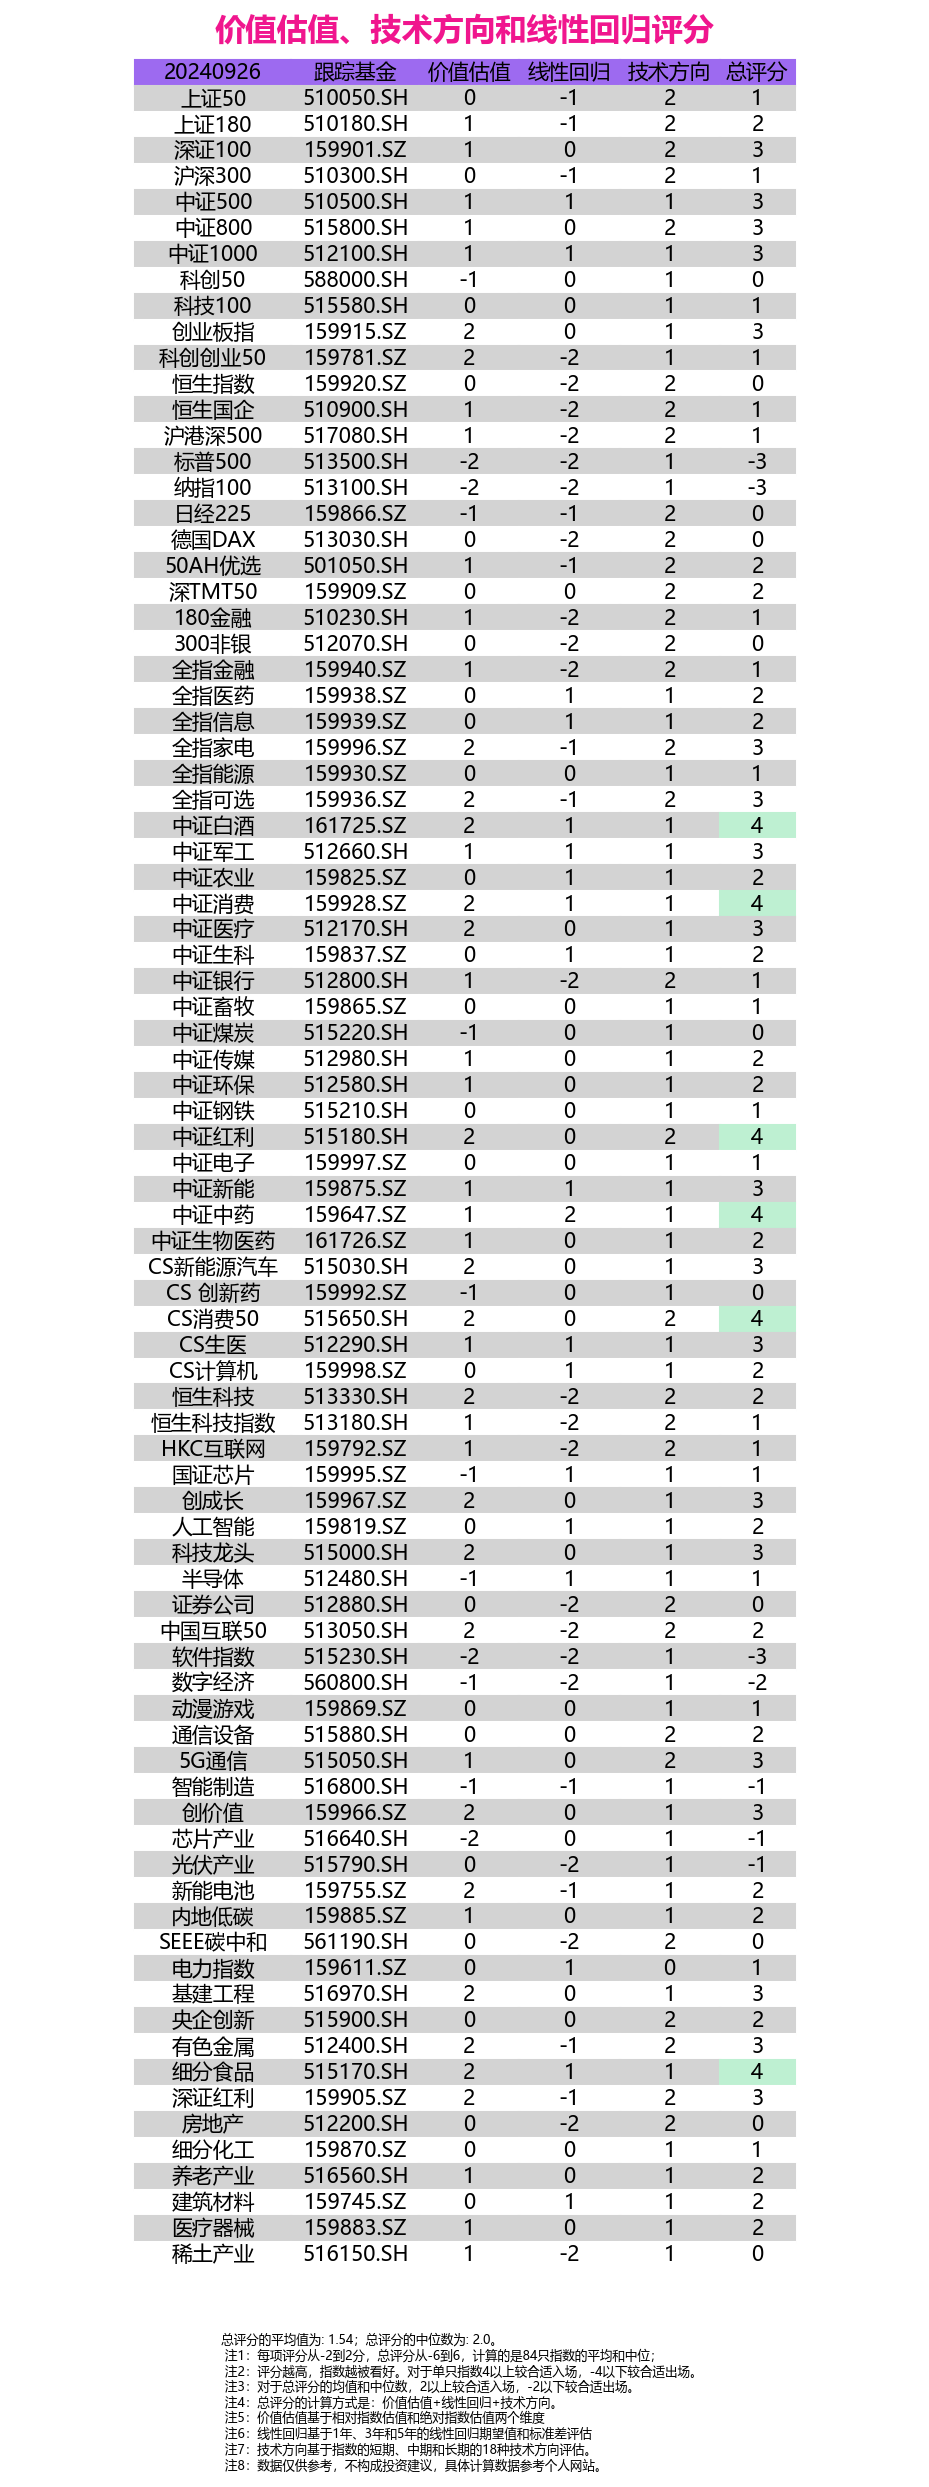 价值估值、技术方向和线性回归评分
20240926 跟踪基金 价值估值 线性回归 技术方向 总评分
上证50 510050.SH 0 -1 2 1
上证180 510180.SH 1 -1 2 2
深证100 159901.SZ 1 0 2 3
沪深300 510300.SH 0 -1 2 1
中证500 510500.SH 1 1 1 3
中证800 515800.SH 1 0 2 3
中证1000 512100.SH 1 1 1 3
科创50 588000.SH -1 0 1 0
科技100 515580.SH 0 0 1 1
创业板指 159915.SZ 2 0 1 3
科创创业50 159781.SZ 2 -2 1 1
恒生指数 159920.SZ 0 -2 2 0
恒生国企 510900.SH 1 -2 2 1
沪港深500 517080.SH 1 -2 2 1
标普500 513500.SH -2 -2 1 -3
纳指100 513100.SH -2 -2 1 -3
日经225 159866.SZ -1 -1 2 0
德国DAX 513030.SH 0 -2 2 0
50AH优选 501050.SH 1 -1 2 2
深TMT50 159909.SZ 0 0 2 2
180金融 510230.SH 1 -2 2 1
300非银 512070.SH 0 -2 2 0
全指金融 159940.SZ 1 -2 2 1
全指医药 159938.SZ 0 1 1 2
全指信息 159939.SZ 0 1 1 2
全指家电 159996.SZ 2 -1 2 3
全指能源 159930.SZ 0 0 1 1
全指可选 159936.SZ 2 -1 2 3
中证白酒 161725.SZ 2 1 1 4
中证军工 512660.SH 1 1 1 3
中证农业 159825.SZ 0 1 1 2
中证消费 159928.SZ 2 1 1 4
中证医疗 512170.SH 2 0 1 3
中证生科 159837.SZ 0 1 1 2
中证银行 512800.SH 1 -2 2 1
中证畜牧 159865.SZ 0 0 1 1
中证煤炭 515220.SH -1 0 1 0
中证传媒 512980.SH 1 0 1 2
中证环保 512580.SH 1 0 1 2
中证钢铁 515210.SH 0 0 1 1
中证红利 515180.SH 2 0 2 4
中证电子 159997.SZ 0 0 1 1
中证新能 159875.SZ 1 1 1 3
中证中药 159647.SZ 1 2 1 4
中证生物医药 161726.SZ 1 0 1 2
CS新能源汽车 515030.SH 2 0 1 3
CS 创新药 159992.SZ -1 0 1 0
CS消费50 515650.SH 2 0 2 4
CS生医 512290.SH 1 1 1 3
CS计算机 159998.SZ 0 1 1 2
恒生科技 513330.SH 2 -2 2 2
恒生科技指数 513180.SH 1 -2 2 1
HKC互联网 159792.SZ 1 -2 2 1
国证芯片 159995.SZ -1 1 1 1
创成长 159967.SZ 2 0 1 3
人工智能 159819.SZ 0 1 1 2
科技龙头 515000.SH 2 0 1 3
半导体 512480.SH -1 1 1 1
证券公司 512880.SH 0 -2 2 0
中国互联50 513050.SH 2 -2 2 2
软件指数 515230.SH -2 -2 1 -3
数字经济 560800.SH -1 -2 1 -2
动漫游戏 159869.SZ 0 0 1 1
通信设备 515880.SH 0 0 2 2
5G通信 515050.SH 1 0 2 3
智能制造 516800.SH -1 -1 1 -1
创价值 159966.SZ 2 0 1 3
芯片产业 516640.SH -2 0 1 -1
光伏产业 515790.SH 0 -2 1 -1
新能电池 159755.SZ 2 -1 1 2
内地低碳 159885.SZ 1 0 1 2
SEEE碳中和 561190.SH 0 -2 2 0
电力指数 159611.SZ 0 1 0 1
基建工程 516970.SH 2 0 1 3
央企创新 515900.SH 0 0 2 2
有色金属 512400.SH 2 -1 2 3
细分食品 515170.SH 2 1 1 4
深证红利 159905.SZ 2 -1 2 3
房地产 512200.SH 0 -2 2 0
细分化工 159870.SZ 0 0 1 1
养老产业 516560.SH 1 0 1 2
建筑材料 159745.SZ 0 1 1 2
医疗器械 159883.SZ 1 0 1 2
稀土产业 516150.SH 1 -2 1 0
总评分的平均值为: 1.54；总评分的中位数为: 2.0。
注1：每项评分从-2到2分，总评分从-6到6，计算的是84只指数的平均和中位；
注2：评分越高，指数越被看好。对于单只指数4以上较合适入场，-4以下较合适出场。
注3：对于总评分的均值和中位数，2以上较合适入场，-2以下较合适出场。
注4：总评分的计算方式是：价值估值+线性回归+技术方向。
注5：价值估值基于相对指数估值和绝对指数估值两个维度
注6：线性回归基于1年、3年和5年的线性回归期望值和标准差评估
注7：技术方向基于指数的短期、中期和长期的18种技术方向评估。
注8：数据仅供参考，不构成投资建议，具体计算数据参考个人网站。